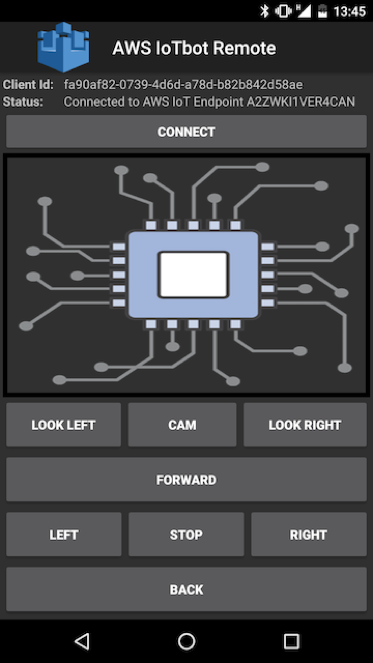 13:45
AWS IoTbot Remote
Client Id: fa90af82-0739-4d6d-a78d-b82b842d58ae
Status: Connected to AWS IoT Endpoint A2ZWKI1VER4CAN
CONNECT
LOOK LEFT CAM LOOK RIGHT
FORWARD
LEFT STOP RIGHT
BACK